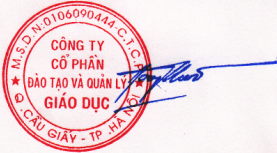 M.S.D.N:0106090444-C.T.C.P
CÔNG TY
CỔ PHẦN
ĐÀO TẠO VÀ QUẢN LÝ
GIÁO DỤC
Q.CẦU GIẤY - TP.HÀ NỘI